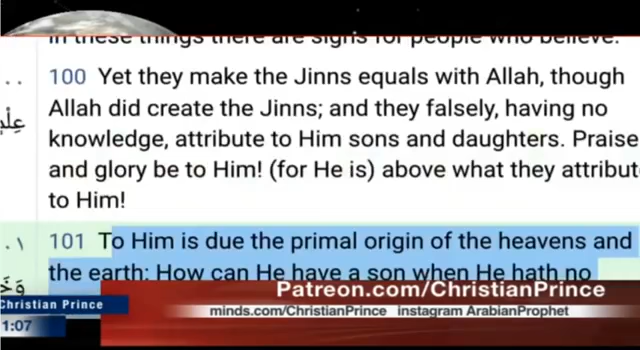 in these things there are signs for people who believe.
100 Yet they make the Jinns equals with Allah, though
Allah did create the Jinns; and they falsely, having no
knowledge, attribute to Him sons and daughters. Praise
and glory be to Him! (for He is) above what they attribut
to Him!
١.
101 To Him is due the primal origin of the heavens and
the earth: How can He have a son when He hath no
Christian Prince
1:07
Patreon.com/ChristianPrince
minds.com/ChristianPrince instagram ArabianProphet